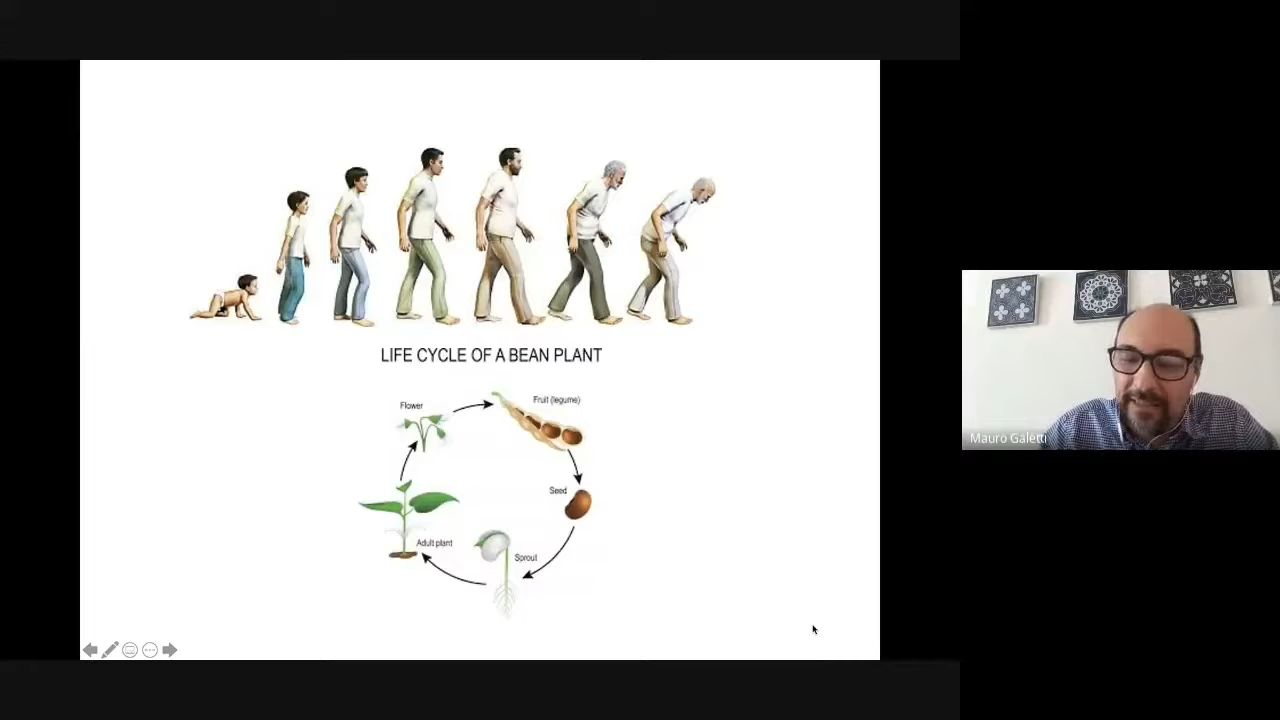 LIFE CYCLE OF A BEAN PLANT
Flower
Fruit (legume)
Seed
Adult plant
Sprout
Mauro Galetti